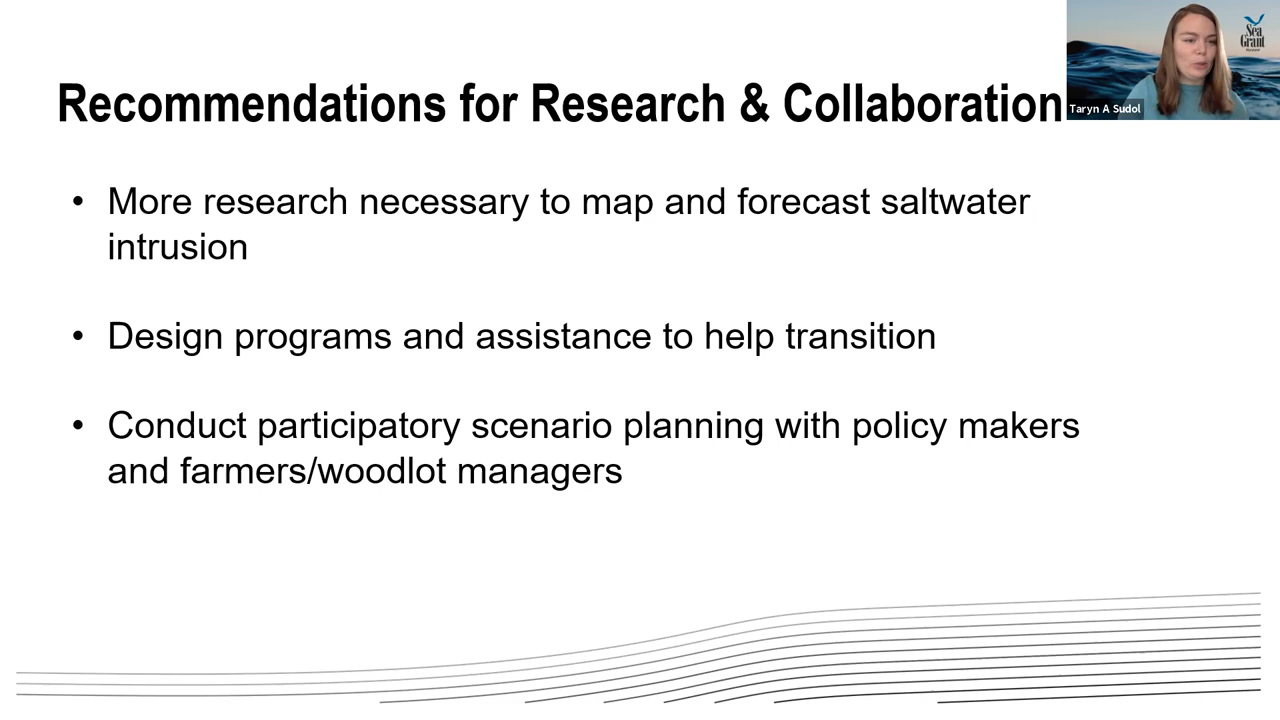 Recommendations for Research & Collaboration
Sea
Grant
Taryn A Sudol
• More research necessary to map and forecast saltwater
intrusion
• Design programs and assistance to help transition
• Conduct participatory scenario planning with policy makers
and farmers/woodlot managers